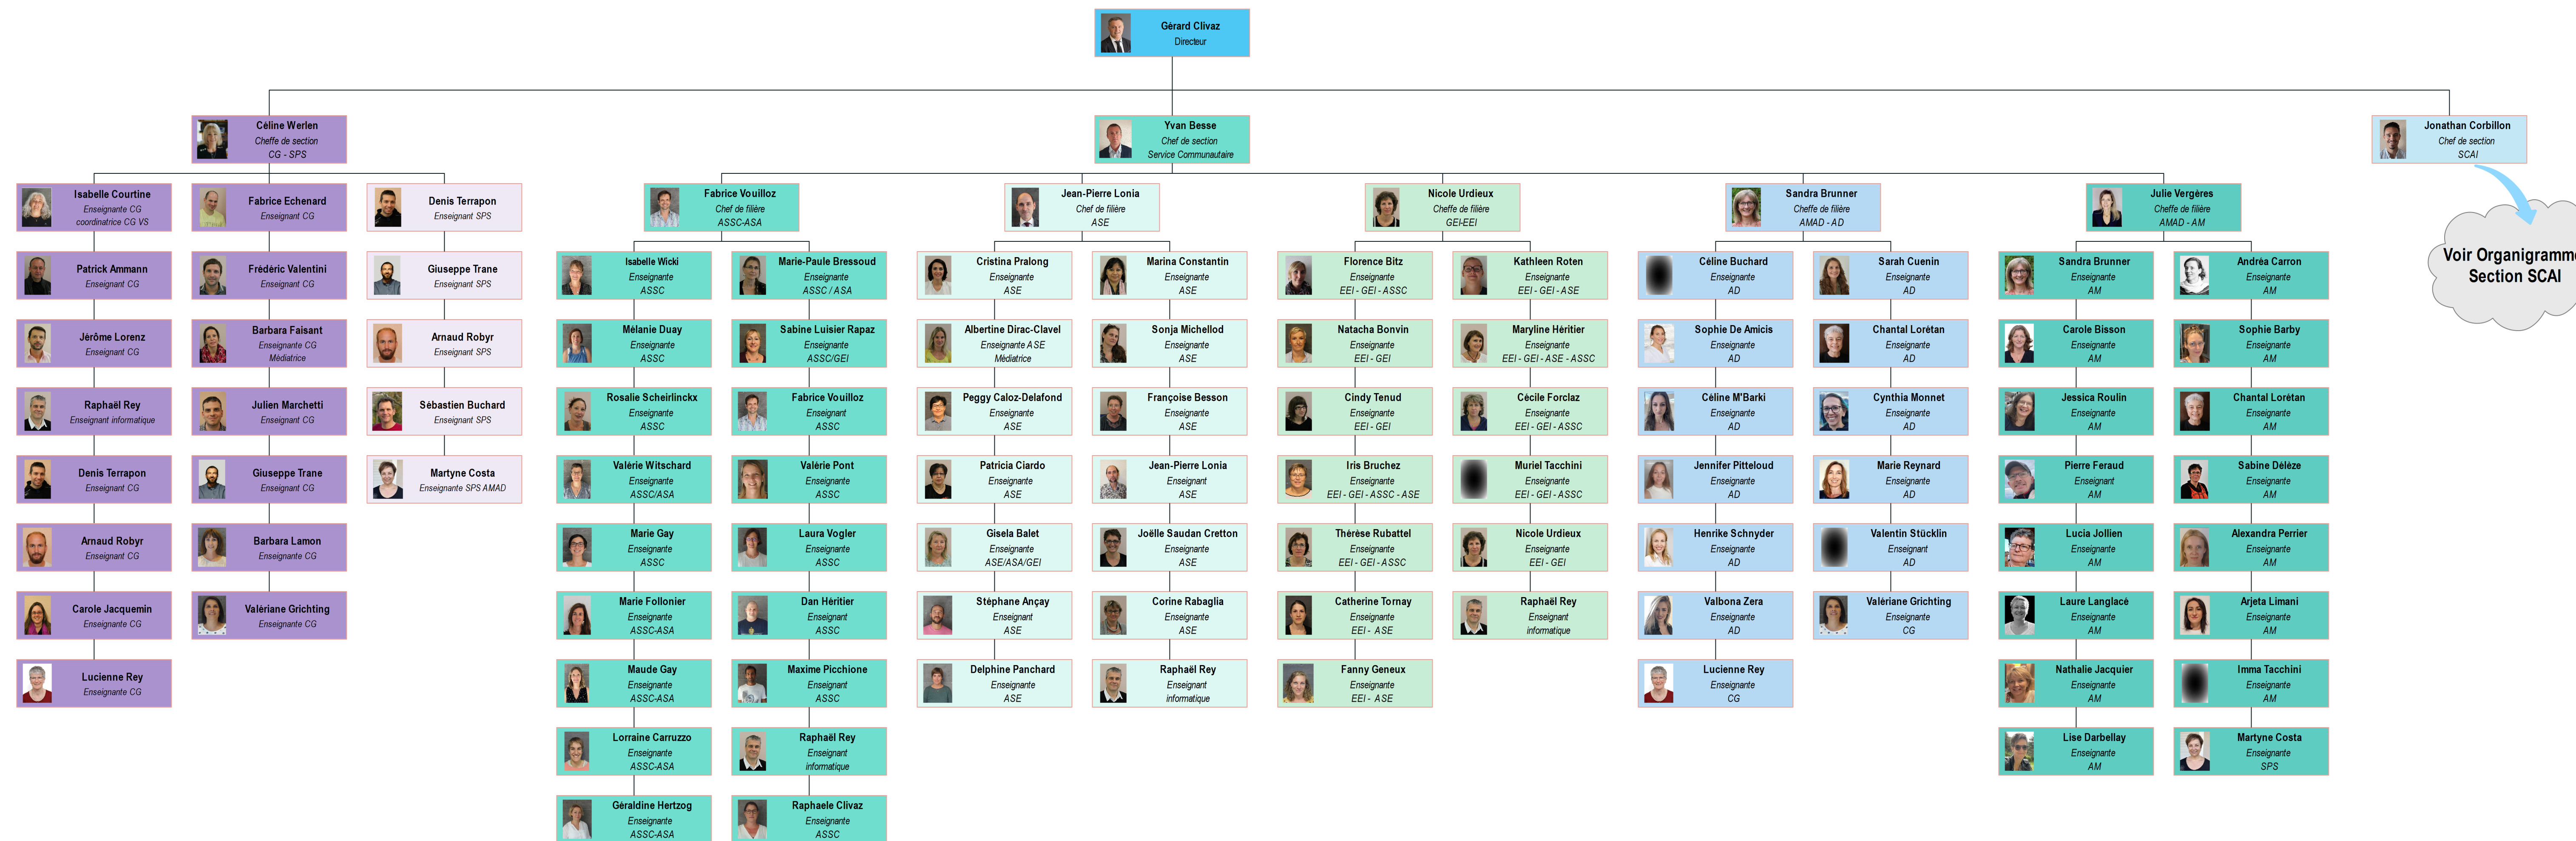 Gérard Clivaz
Directeur
Céline Werlen
Cheffe de section
CG - SPS
Yvan Besse
Chef de section
Service Communautaire
Jonathan Corbillon
Chef de section
SCAI
Voir Organigramme
Section SCAI
Isabelle Courtine
Enseignante CG
coordinatrice CG VS
Patrick Ammann
Enseignant CG
Jérôme Lorenz
Enseignant CG
Raphaël Rey
Enseignant informatique
Denis Terrapon
Enseignant CG
Arnaud Robyr
Enseignant CG
Carole Jacquemin
Enseignante CG
Lucienne Rey
Enseignante CG
Fabrice Echenard
Enseignant CG
Frédéric Valentini
Enseignant CG
Barbara Faisant
Enseignante CG
Médiatrice
Julien Marchetti
Enseignant CG
Giuseppe Trane
Enseignant CG
Barbara Lamon
Enseignante CG
Valériane Grichting
Enseignante CG
Denis Terrapon
Enseignant SPS
Giuseppe Trane
Enseignant SPS
Arnaud Robyr
Enseignant SPS
Sébastien Buchard
Enseignant SPS
Martyne Costa
Enseignante SPS AMAD
Fabrice Vouilloz
Chef de filière
ASSC-ASA
Isabelle Wicki
Enseignante
ASSC
Mélanie Duay
Enseignante
ASSC
Rosalie Scheirlinckx
Enseignante
ASSC
Valérie Witschard
Enseignante
ASSC/ASA
Marie Gay
Enseignante
ASSC
Marie Follonier
Enseignante
ASSC-ASA
Maude Gay
Enseignante
ASSC-ASA
Lorraine Carruzzo
Enseignante
ASSC-ASA
Géraldine Hertzog
Enseignante
ASSC-ASA
Marie-Paule Bressoud
Enseignante
ASSC / ASA
Sabine Luisier Rapaz
Enseignante
ASSC/GEI
Fabrice Vouilloz
Enseignant
ASSC
Valérie Pont
Enseignante
ASSC
Laura Vogler
Enseignante
ASSC
Dan Héritier
Enseignant
ASSC
Maxime Picchione
Enseignant
ASSC
Raphaël Rey
Enseignant
informatique
Raphaele Clivaz
Enseignante
ASSC
Jean-Pierre Lonia
Chef de filière
ASE
Cristina Pralong
Enseignante
ASE
Albertine Dirac-Clavel
Enseignante ASE
Médiatrice
Peggy Caloz-Delafond
Enseignante
ASE
Patricia Ciardo
Enseignante
ASE
Gisela Balet
Enseignante
ASE/ASA/GEI
Stéphane Ançay
Enseignant
ASE
Delphine Panchard
Enseignante
ASE
Marina Constantin
Enseignante
ASE
Sonja Michellod
Enseignante
ASE
Françoise Besson
Enseignante
ASE
Jean-Pierre Lonia
Enseignant
ASE
Joëlle Saudan Cretton
Enseignante
ASE
Corine Rabaglia
Enseignante
ASE
Raphaël Rey
Enseignant
informatique
Nicole Urdieux
Cheffe de filière
GEI-EEI
Florence Bitz
Enseignante
EEI - GEI - ASSC
Natacha Bonvin
Enseignante
EEI - GEI
Cindy Tenud
Enseignante
EEI - GEI
Iris Bruchez
Enseignante
EEI - GEI - ASSC - ASE
Thérèse Rubattel
Enseignante
EEI - GEI - ASSC
Catherine Tornay
Enseignante
EEI - ASE
Fanny Geneux
Enseignante
EEI - ASE
Kathleen Roten
Enseignante
EEI - GEI - ASE
Maryline Héritier
Enseignante
EEI - GEI - ASE - ASSC
Cécile Forclaz
Enseignante
EEI - GEI - ASSC
Muriel Tacchini
Enseignante
EEI - GEI - ASSC
Nicole Urdieux
Enseignante
EEI - GEI
Raphaël Rey
Enseignant
informatique
Sandra Brunner
Cheffe de filière
AMAD - AD
Céline Buchard
Enseignante
AD
Sophie De Amicis
Enseignante
AD
Céline M'Barki
Enseignante
AD
Jennifer Pitteloud
Enseignante
AD
Henrike Schnyder
Enseignante
AD
Valbona Zera
Enseignante
AD
Lucienne Rey
Enseignante
CG
Sarah Cuenin
Enseignante
AD
Chantal Lorétan
Enseignante
AD
Cynthia Monnet
Enseignante
AD
Marie Reynard
Enseignante
AD
Valentin Stücklin
Enseignant
AD
Valériane Grichting
Enseignante
CG
Julie Vergères
Cheffe de filière
AMAD - AM
Sandra Brunner
Enseignante
AM
Carole Bisson
Enseignante
AM
Jessica Roulin
Enseignante
AM
Pierre Feraud
Enseignant
AM
Lucia Jollien
Enseignante
AM
Laure Langlacé
Enseignante
AM
Nathalie Jacquier
Enseignante
AM
Lise Darbellay
Enseignante
AM
Andréa Carron
Enseignante
AM
Sophie Barby
Enseignante
AM
Chantal Lorétan
Enseignante
AM
Sabine Délèze
Enseignante
AM
Alexandra Perrier
Enseignante
AM
Arjeta Limani
Enseignante
AM
Imma Tacchini
Enseignante
AM
Martyne Costa
Enseignante
SPS